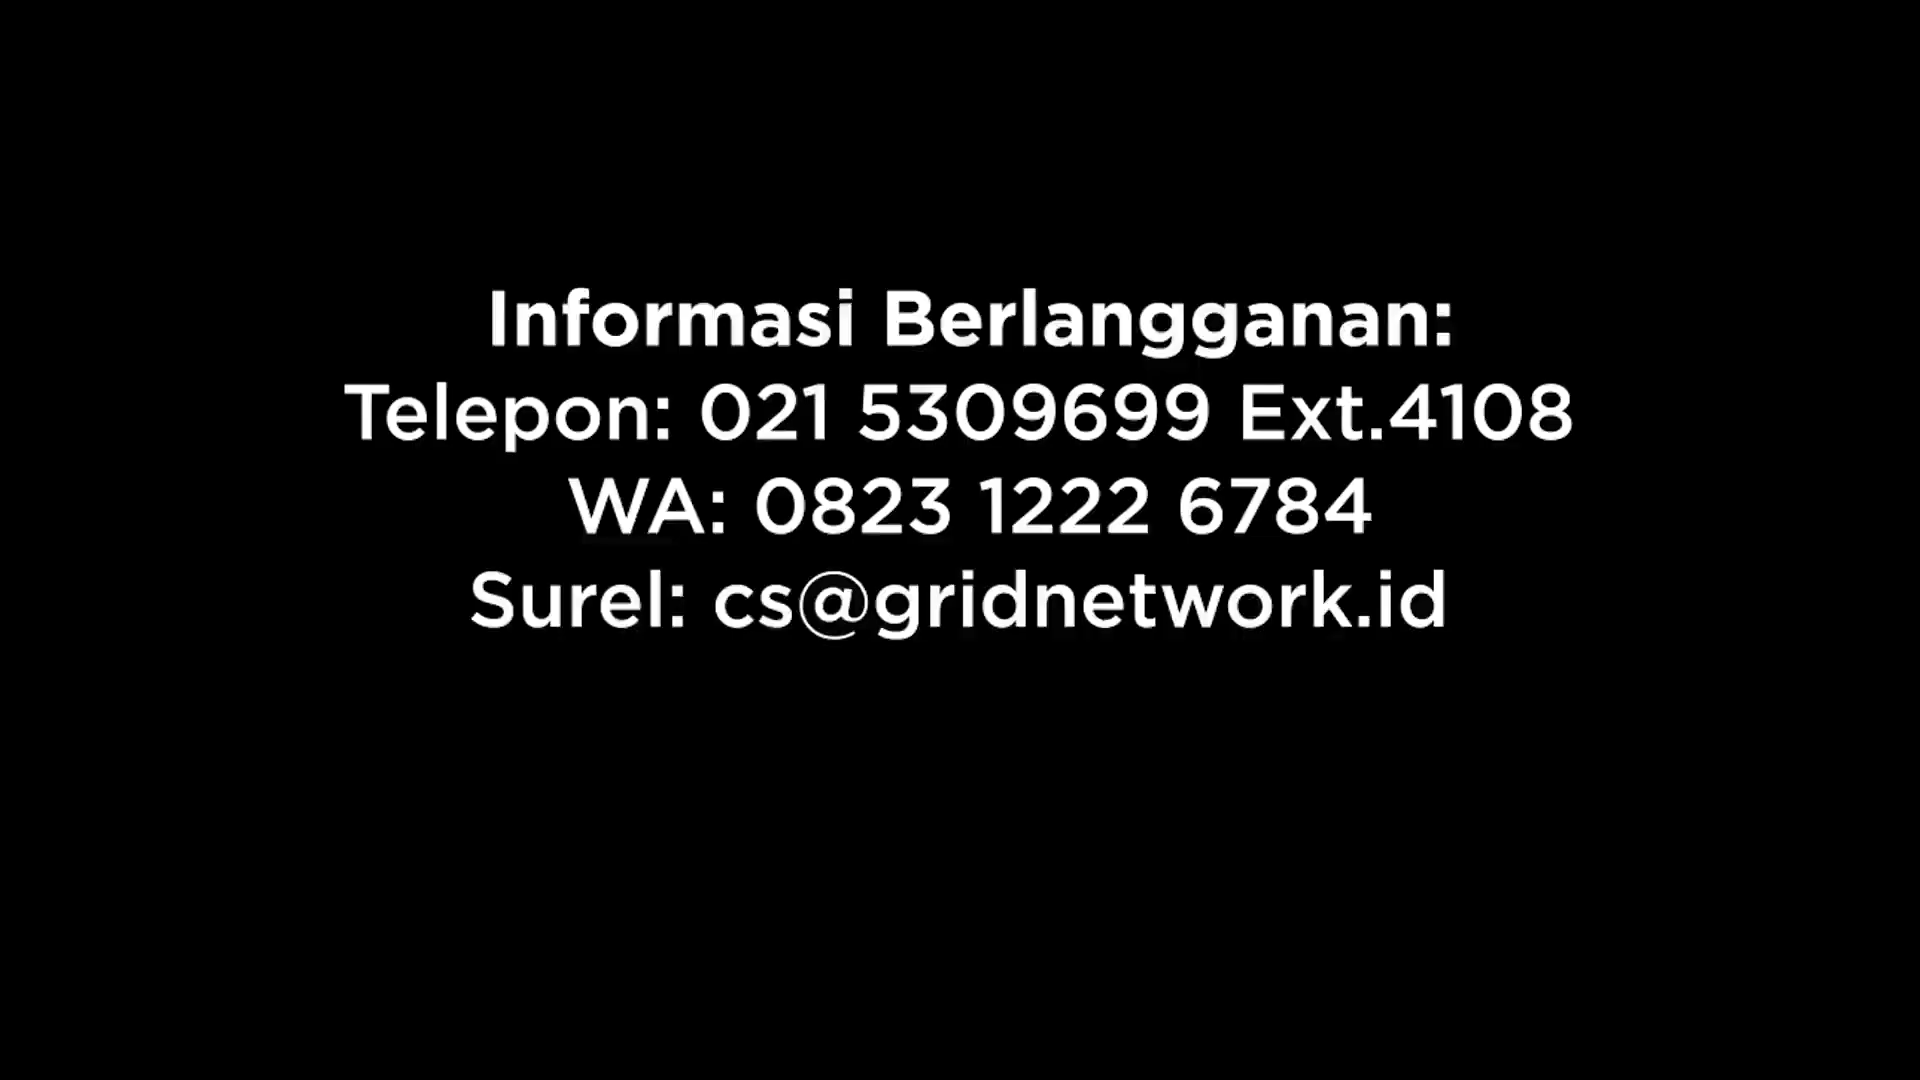 Informasi Berlangganan:
Telepon: 021 5309699 Ext.4108
WA: 0823 1222 6784
Surel: cs@gridnetwork.id